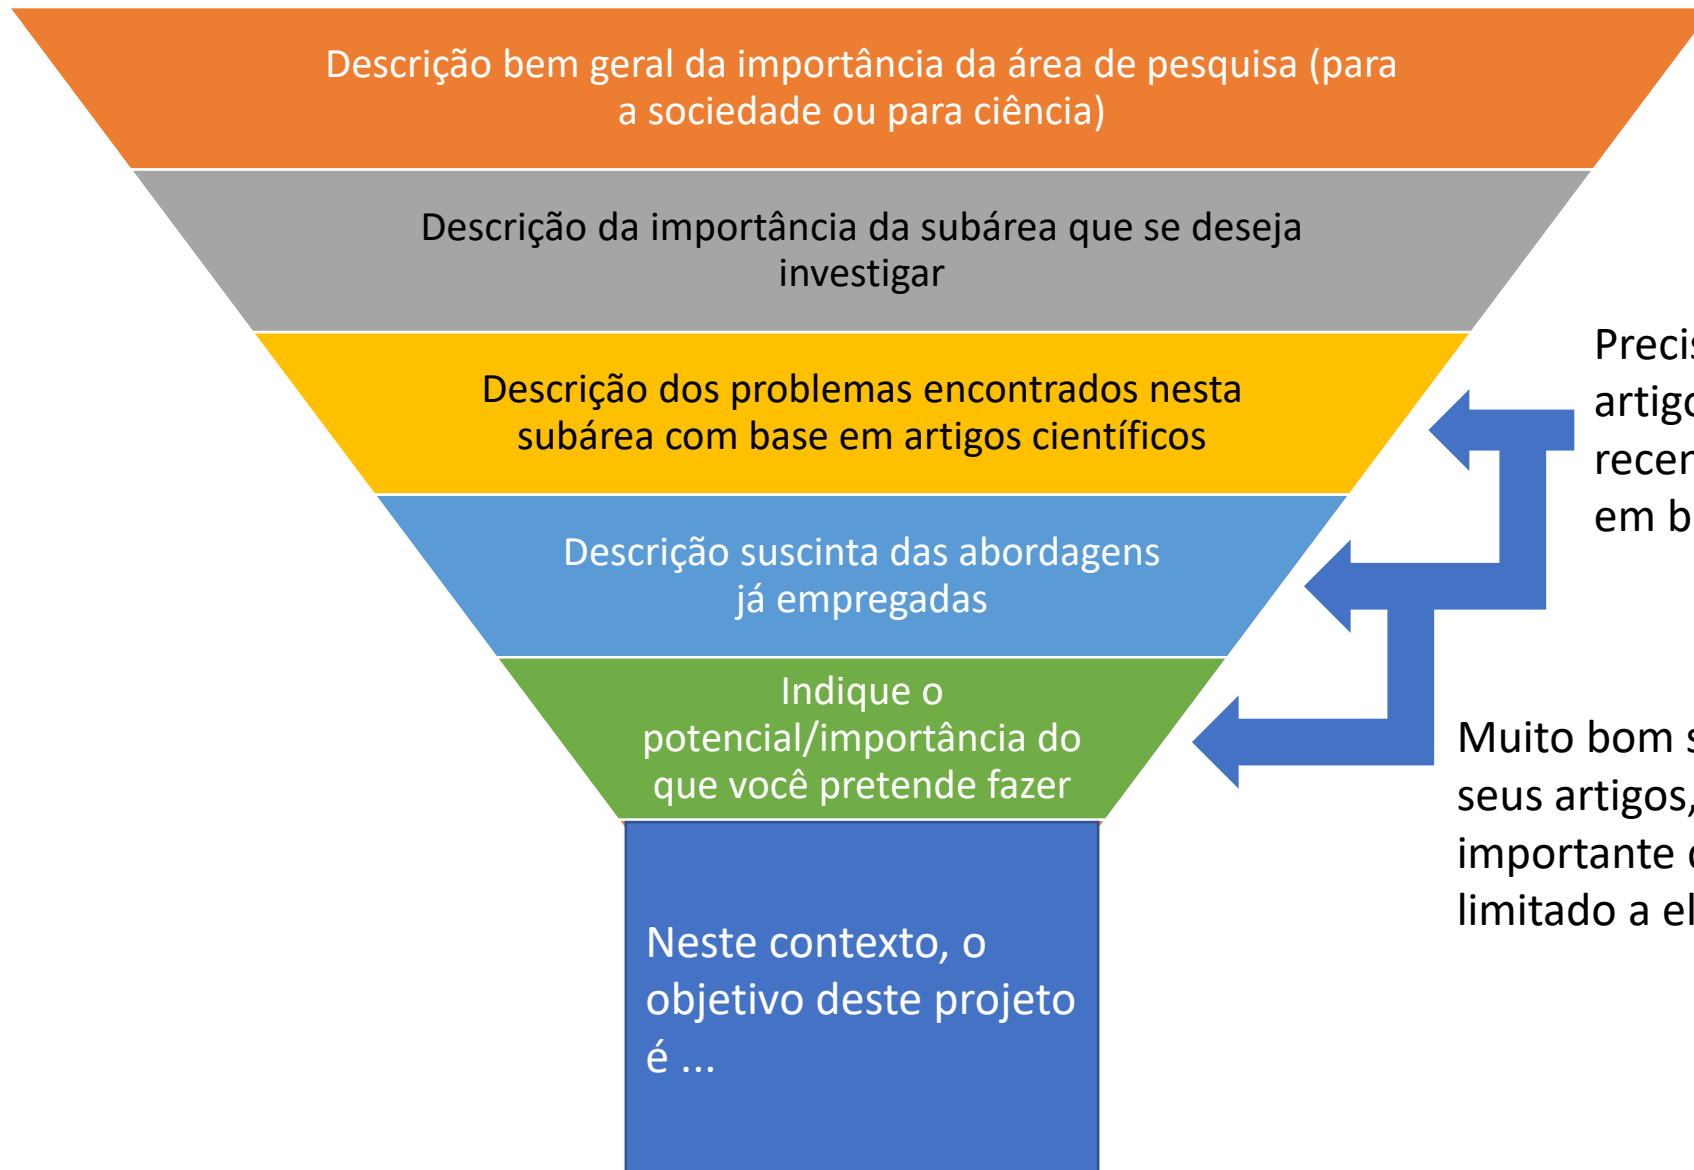 Descrição bem geral da importância da área de pesquisa (para
a sociedade ou para ciência)
Descrição da importância da subárea que se deseja
investigar
Descrição dos problemas encontrados nesta
subárea com base em artigos científicos
Descrição suscinta das abordagens
já empregadas
Indique o
potencial/importância do
que você pretende fazer
Neste contexto, o
objetivo deste projeto
é ...
em b
Muito bom
seus artigos,
importante
limitado a